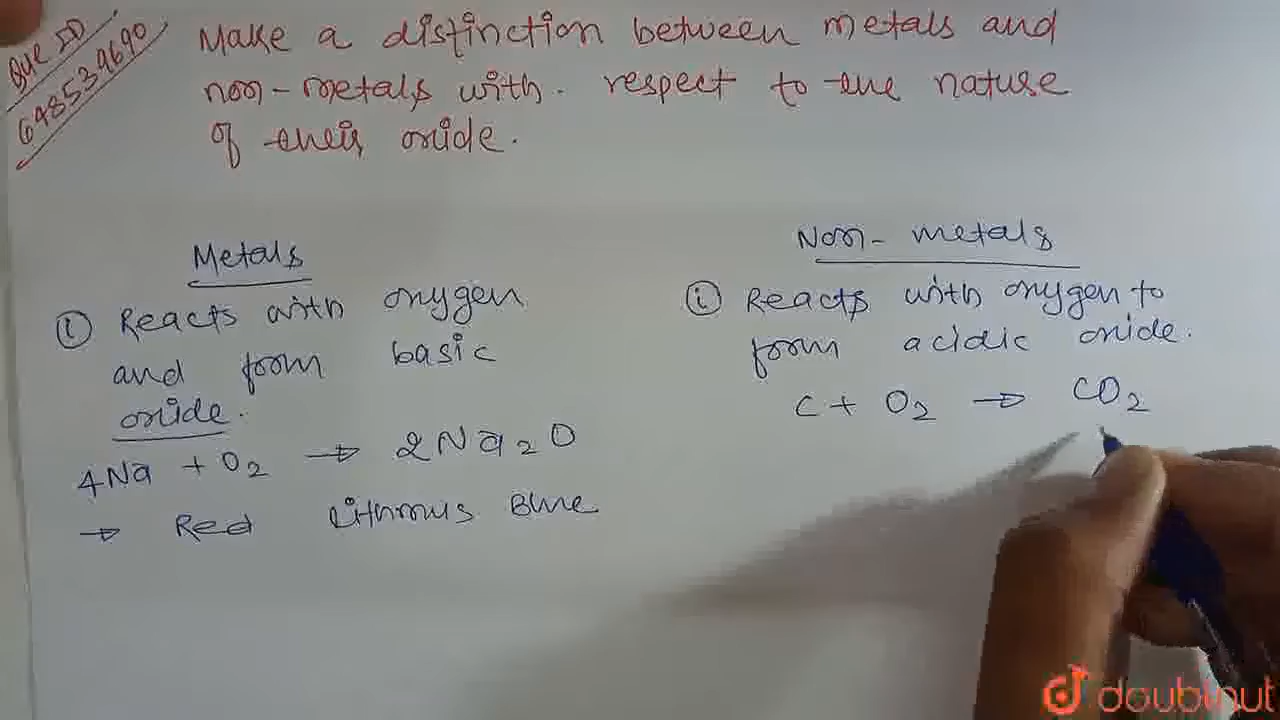 Que ID
648539690
Make a distinction between metals and
non-metals with. respect to the nature
of their oxide.
Metals
(i) Reacts with oxygen
and form basic
oxide.
4Na + O2 → 2Na2O
→ Red Lithmus Blue
Non-metals
(i) Reacts with oxygen to
form acidic oxide.
C + O2 → CO2
doubtnut